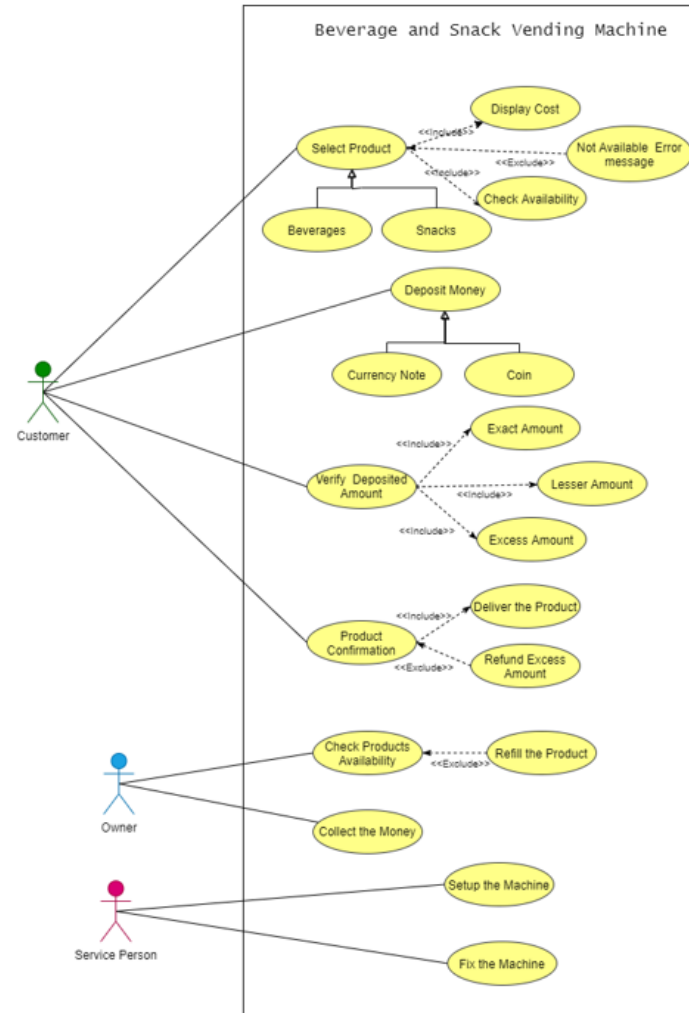 Beverage and Snack Vending Machine
Display Cost
<<Include>>
Select Product
Not Available Error
message
<<Exclude>>
<<Include>>
Check Availability
Beverages
Snacks
Deposit Money
Currency Note
Coin
Customer
Exact Amount
<<Include>>
Verify Deposited
Amount
Lesser Amount
<<Include>>
<<Include>>
Excess Amount
Deliver the Product
<<Include>>
Product
Confirmation
Refund Excess
Amount
<<Exclude>>
Check Products
Availability
Refill the Product
<<Exclude>>
Owner
Collect the Money
Setup the Machine
Service Person
Fix the Machine